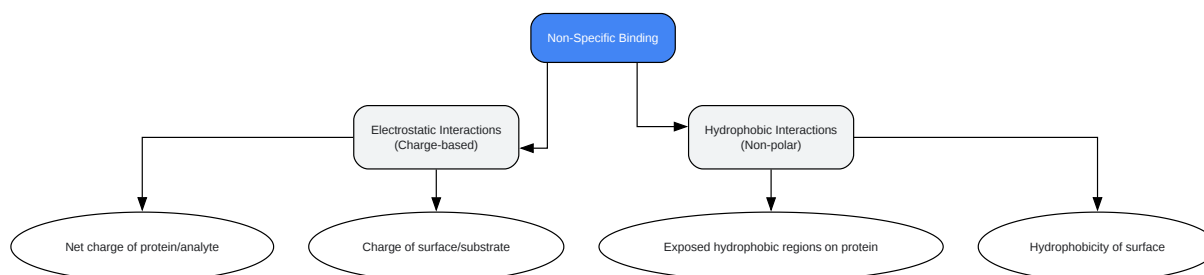 Non-Specific Binding
Electrostatic Interactions
(Charge-based)
Hydrophobic Interactions
(Non-polar)
Net charge of protein/analyte
Charge of surface/substrate
Exposed hydrophobic regions on protein
Hydrophobicity of surface